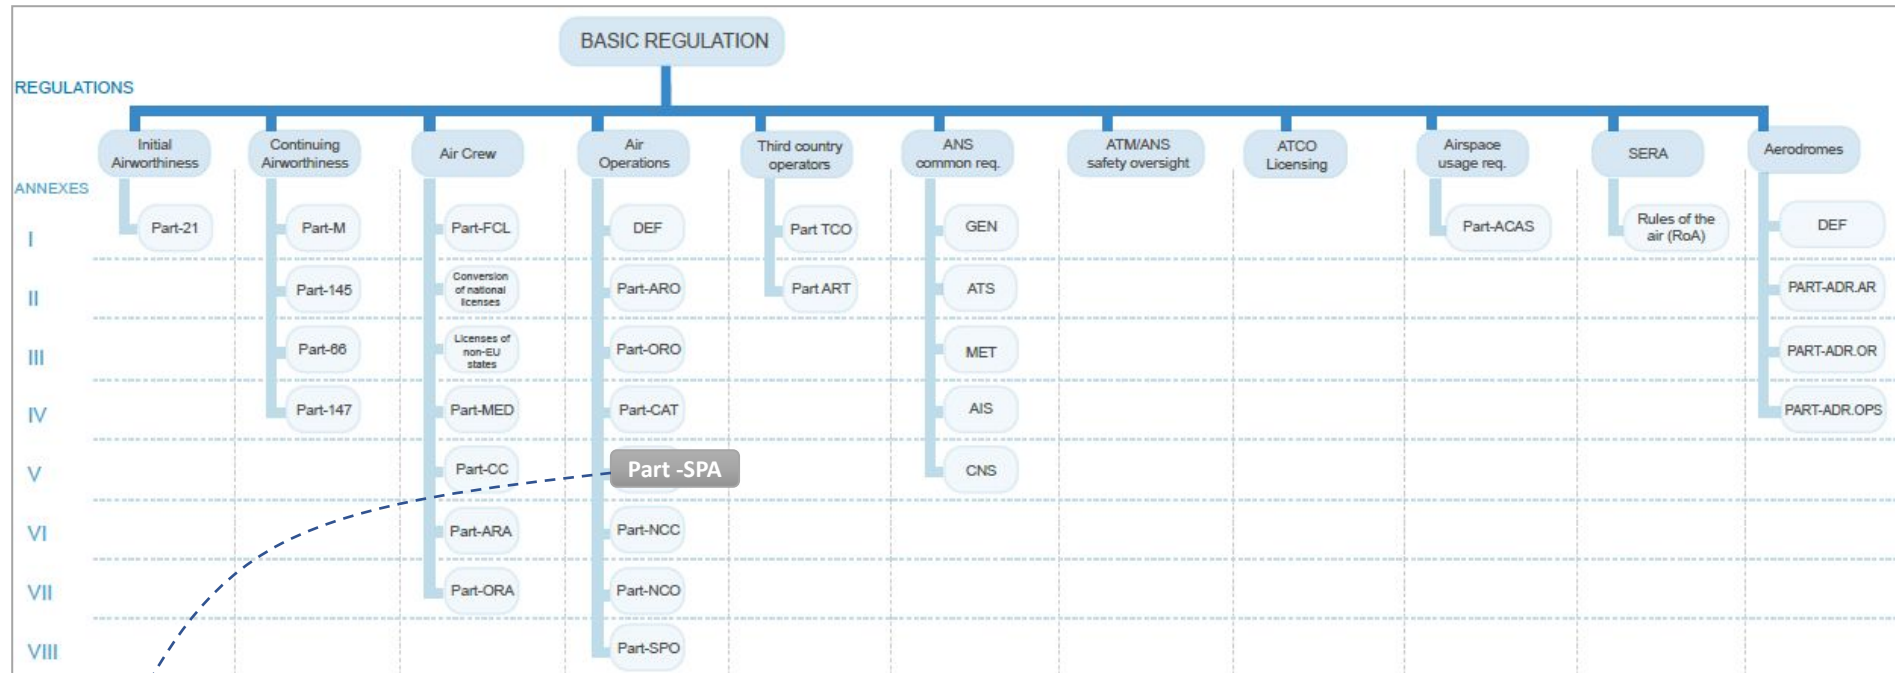 BASIC REGULATION
REGULATIONS
Initial
Airworthiness
Continuing
Airworthiness
Air Crew
Air
Operations
Third country
operators
ANS
common req.
ATM/ANS
safety oversight
ATCO
Licensing
Airspace
usage req.
SERA
Aerodromes
ANNEXES
I
Part-21
Part-M
Part-FCL
DEF
Part TCO
GEN
Part-ACAS
Rules of the
air (RoA)
DEF
II
Part-145
Conversion
of national
licenses
Part-ARO
Part ART
ATS
PART-ADR.AR
III
Part-66
Licenses of
non-EU
states
Part-ORO
MET
PART-ADR.OR
IV
Part-147
Part-MED
Part-CAT
AIS
PART-ADR.OPS
V
Part-CC
Part -SPA
CNS
VI
Part-ARA
Part-NCC
VII
Part-ORA
Part-NCO
VIII
Part-SPO